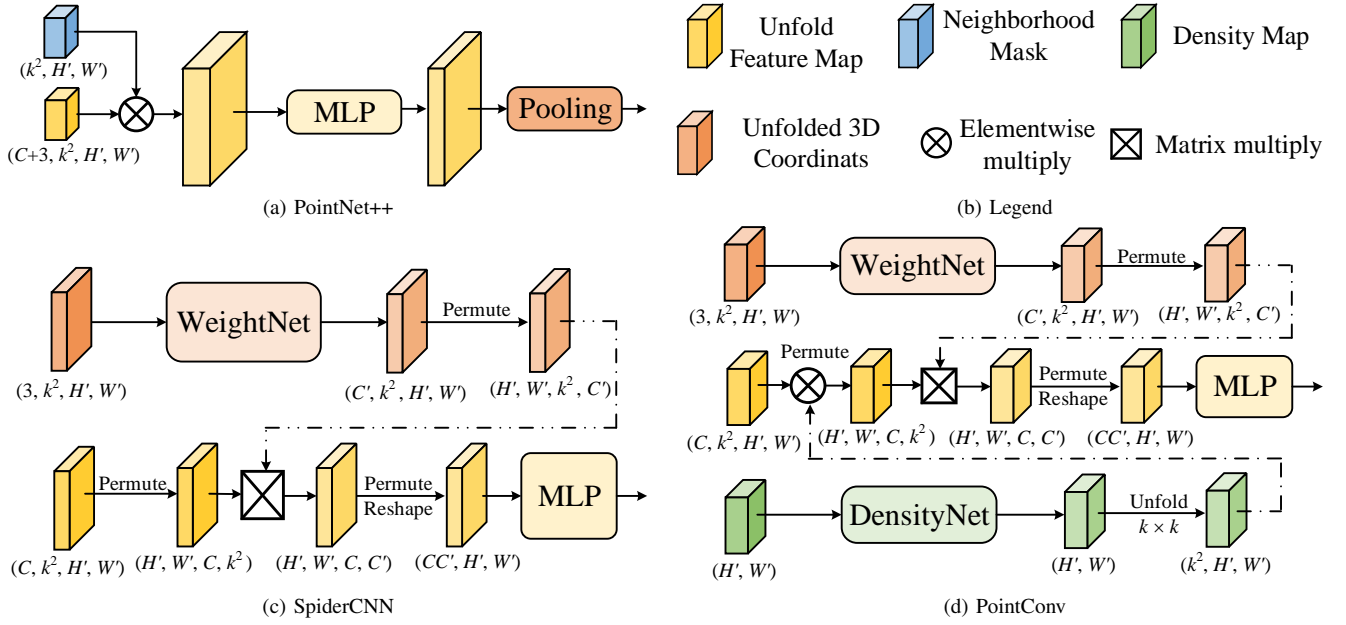 (k², H′, W′)
(C+3, k², H′, W′)
MLP
Pooling
(a) PointNet++
Unfold
Feature Map
Neighborhood
Mask
Density Map
Unfolded 3D
Coordinats
Elementwise
multiply
Matrix multiply
(b) Legend
WeightNet
Permute
(3, k², H′, W′)
(C′, k², H′, W′)
(H′, W′, k², C′)
Permute
Permute
Reshape
MLP
(C, k², H′, W′)
(H′, W′, C, k²)
(H′, W′, C, C′)
(CC′, H′, W′)
(c) SpiderCNN
WeightNet
Permute
(3, k², H′, W′)
(C′, k², H′, W′)
(H′, W′, k², C′)
Permute
Permute
Reshape
MLP
(C, k², H′, W′)
(H′, W′, C, k²)
(H′, W′, C, C′)
(CC′, H′, W′)
DensityNet
Unfold
k × k
(H′, W′)
(H′, W′)
(k², H′, W′)
(d) PointConv